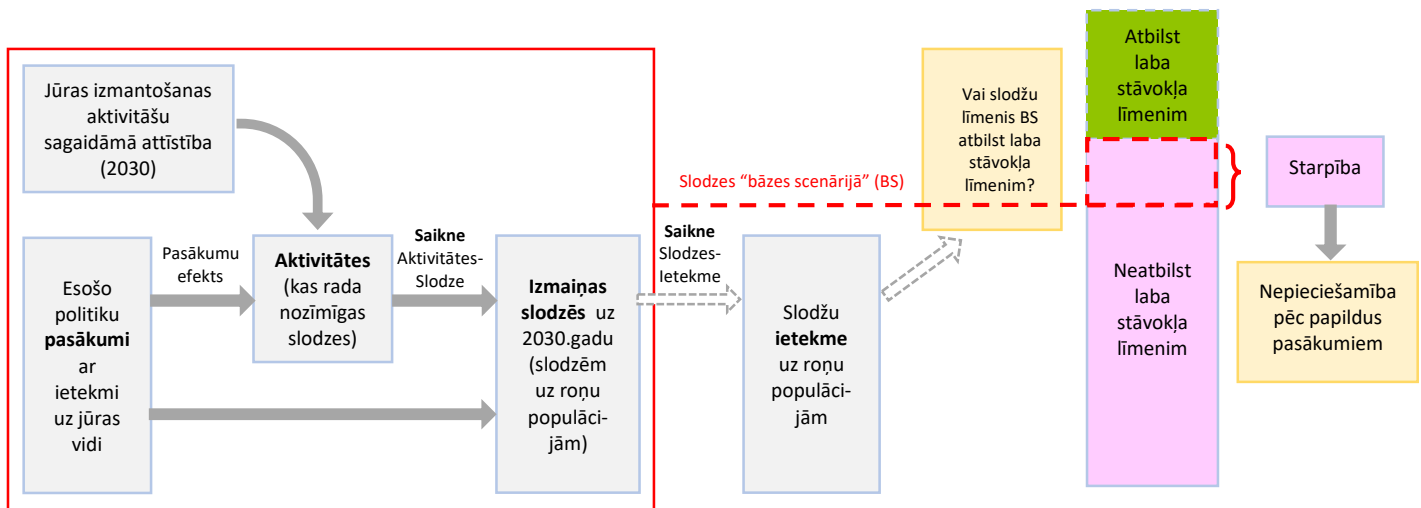 Jūras izmantošanas
aktivitāšu
sagaidāmā attīstība
(2030)
Esošo
politiku
pasākumi
ar
ietekmi
uz jūras
vidi
Pasākumu
efekts
Aktivitātes
(kas rada
nozīmīgas
slodzes)
Saikne
Aktivitātes-
Slodze
Izmaiņas
slodzēs uz
2030.gadu
(slodzēm
uz roņu
populāci-
jām)
Slodzes “bāzes scenārijā” (BS)
Saikne
Slodzes-
Ietekme
Slodžu
ietekme
uz roņu
populāci-
jām
Vai slodžu
līmenis BS
atbilst laba
stāvokļa
līmenim?
Atbilst
laba
stāvokļa
līmenim
Neatbilst
laba
stāvokļa
līmenim
Starpība
Nepieciešamība
pēc papildus
pasākumiem